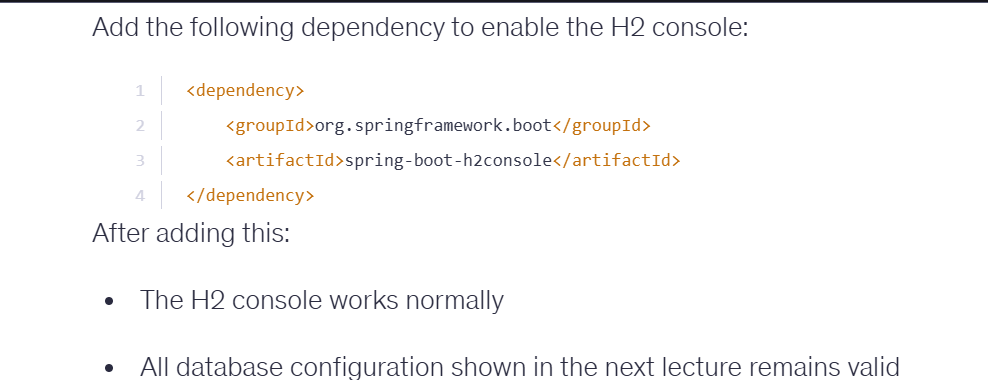 Add the following dependency to enable the H2 console:
1 <dependency>
2 <groupId>org.springframework.boot</groupId>
3 <artifactId>spring-boot-h2console</artifactId>
4 </dependency>
After adding this:
• The H2 console works normally
• All database configuration shown in the next lecture remains valid